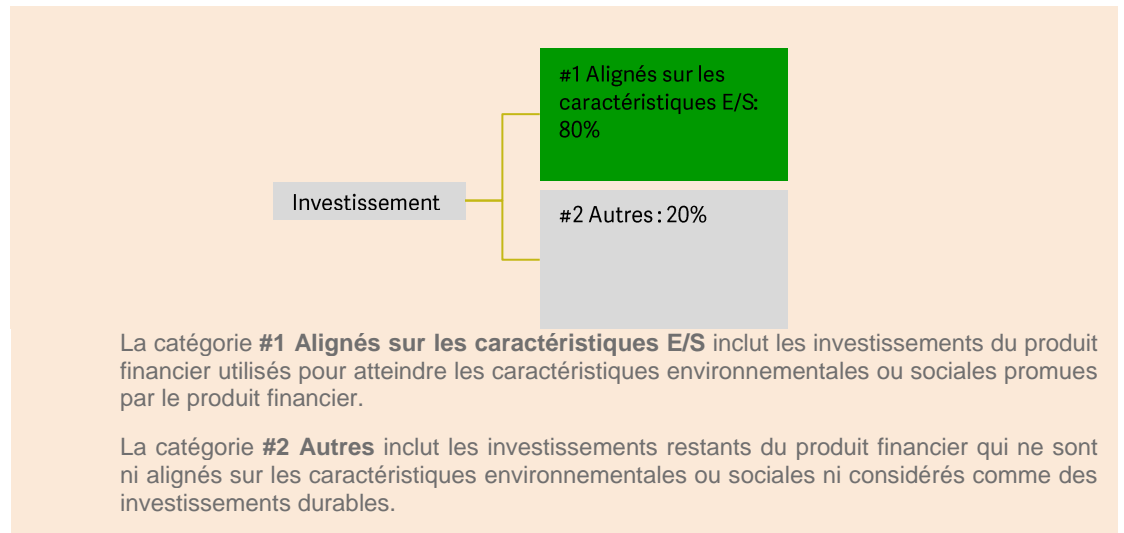 #1 Alignés sur les
caractéristiques E/S:
80%
Investissement
#2 Autres : 20%
La catégorie #1 Alignés sur les caractéristiques E/S inclut les investissements du produit
financier utilisés pour atteindre les caractéristiques environnementales ou sociales promues
par le produit financier.
La catégorie #2 Autres inclut les investissements restants du produit financier qui ne sont
ni alignés sur les caractéristiques environnementales ou sociales ni considérés comme des
investissements durables.